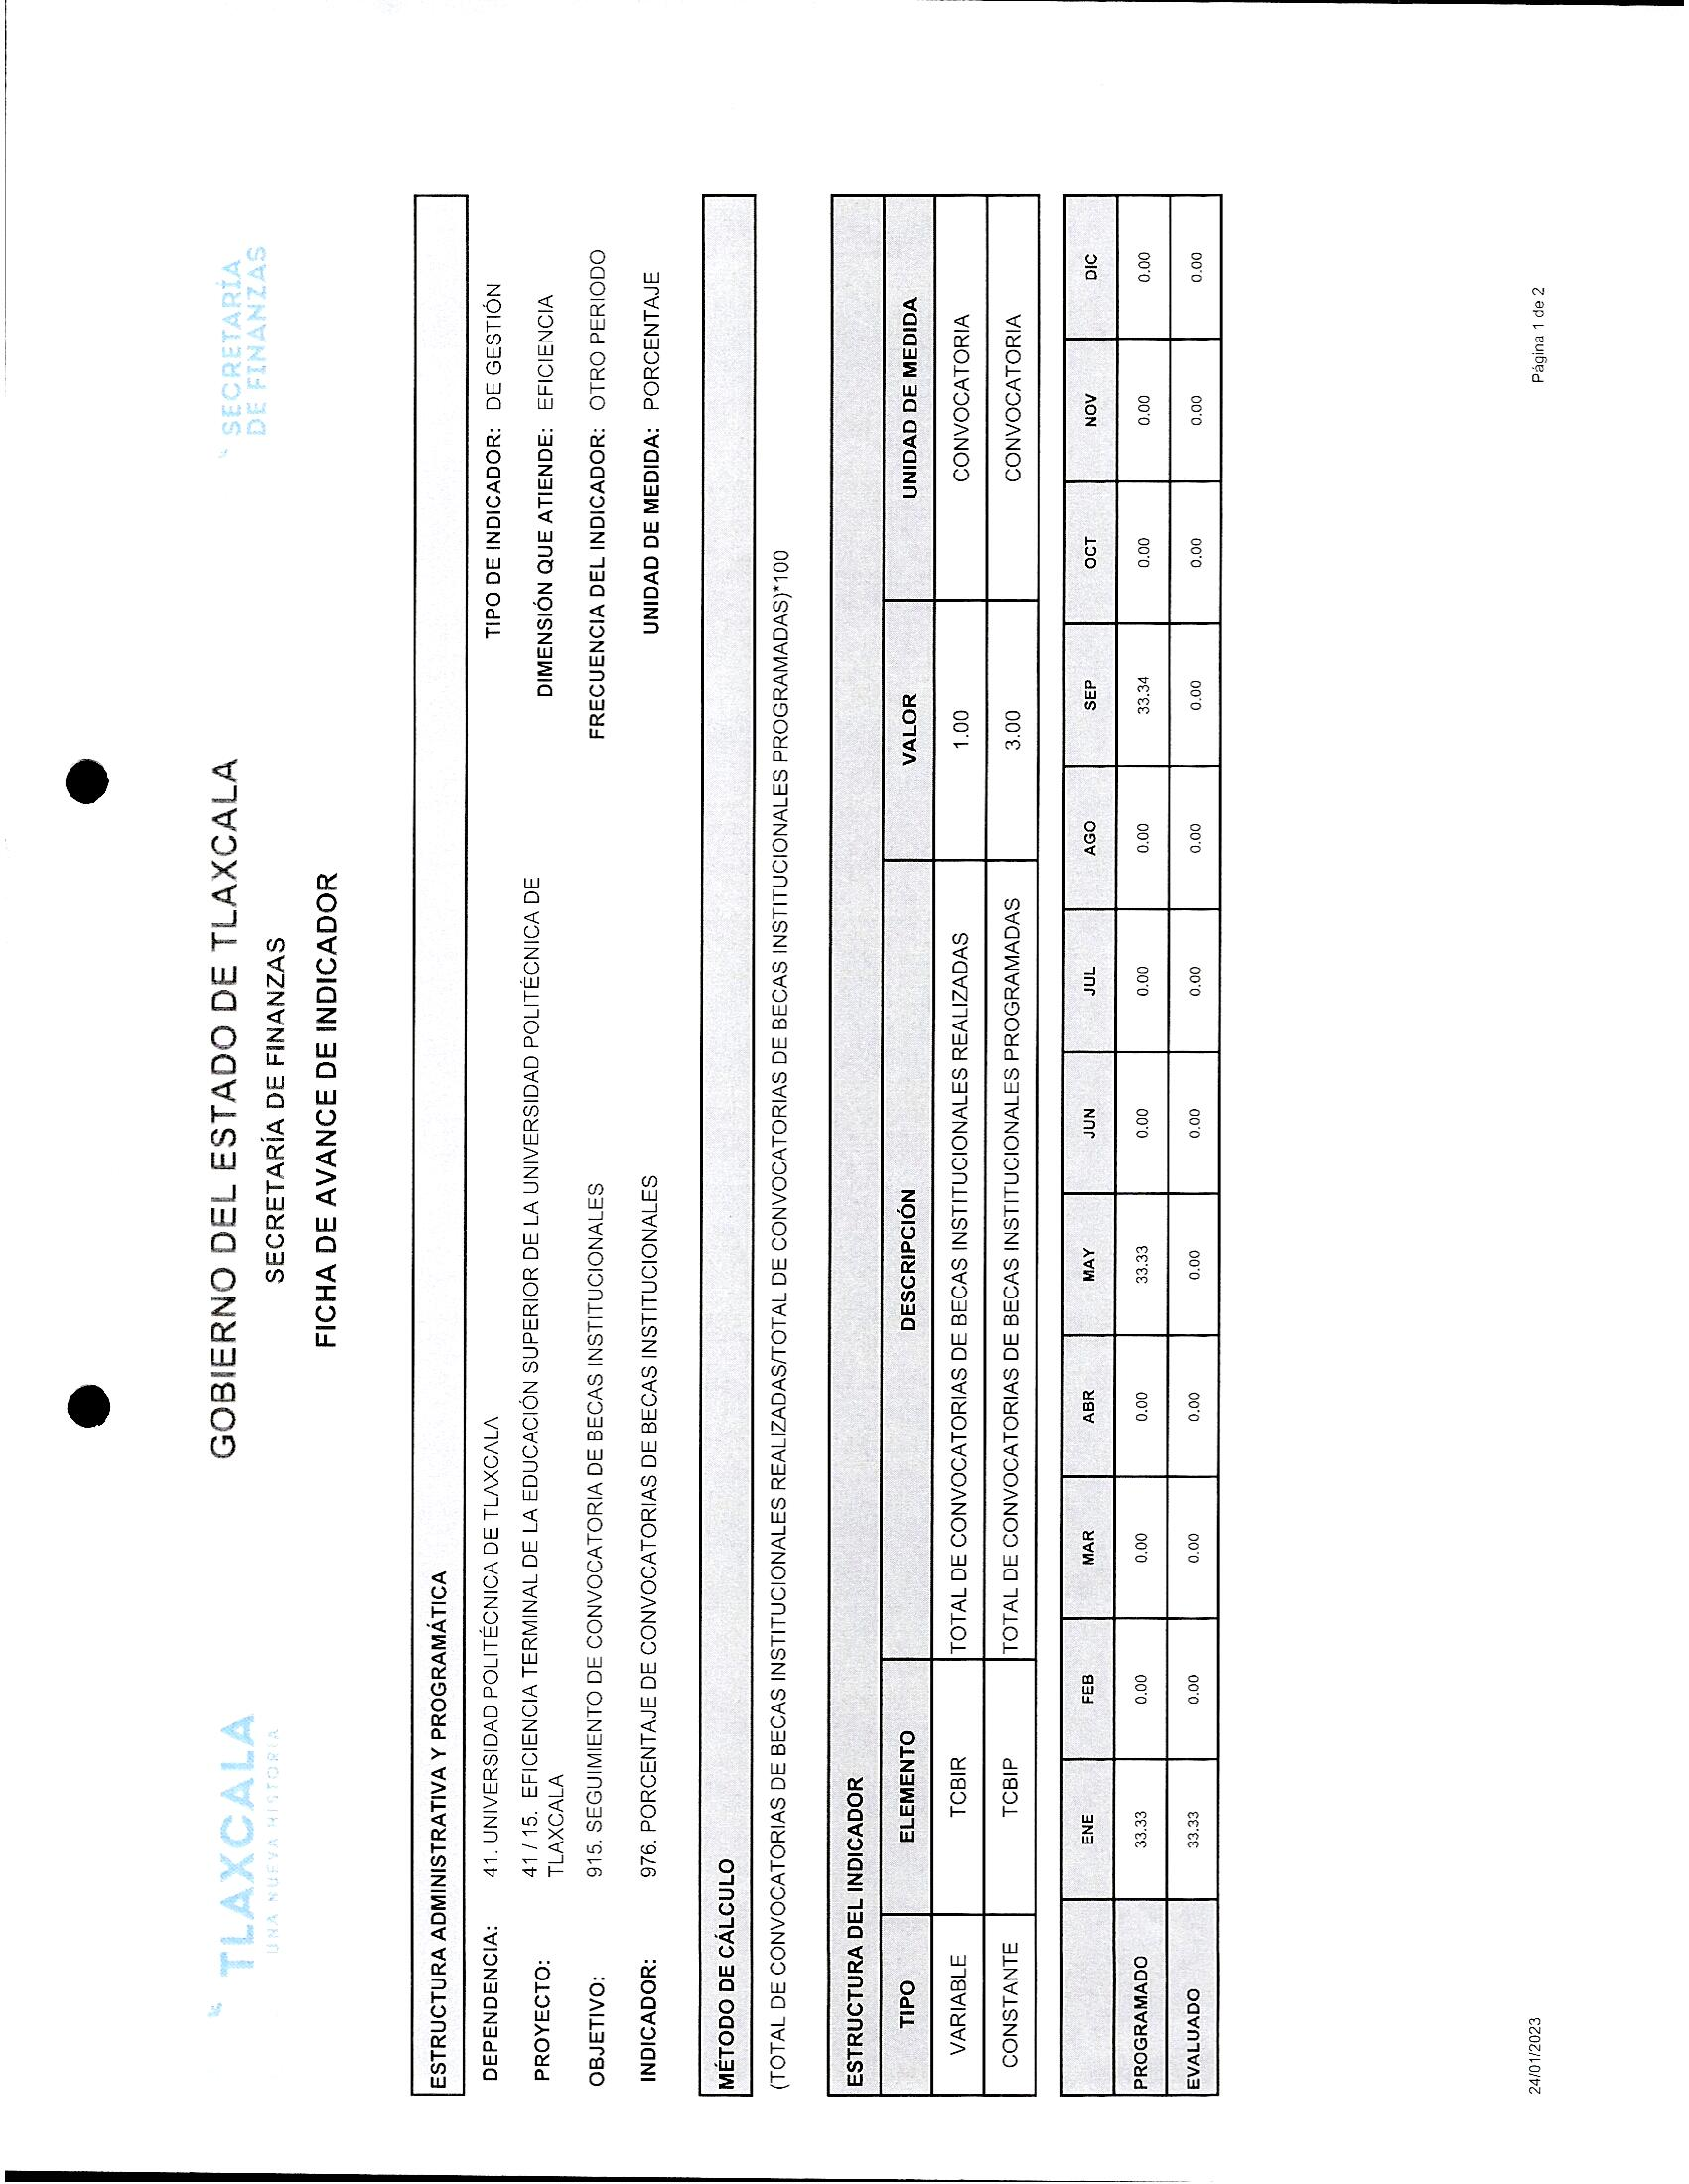 TLAXCALA
UNA NUEVA HISTORIA
GOBIERNO DEL ESTADO DE TLAXCALA
SECRETARÍA
DE FINANZAS
SECRETARÍA DE FINANZAS
FICHA DE AVANCE DE INDICADOR
ESTRUCTURA ADMINISTRATIVA Y PROGRAMÁTICA
DEPENDENCIA: 41. UNIVERSIDAD POLITÉCNICA DE TLAXCALA TIPO DE INDICADOR: DE GESTIÓN
PROYECTO: 41 / 15. EFICIENCIA TERMINAL DE LA EDUCACIÓN SUPERIOR DE LA UNIVERSIDAD POLITÉCNICA DE DIMENSIÓN QUE ATIENDE: EFICIENCIA
TLAXCALA
OBJETIVO: 915. SEGUIMIENTO DE CONVOCATORIA DE BECAS INSTITUCIONALES FRECUENCIA DEL INDICADOR: OTRO PERIODO
INDICADOR: 976. PORCENTAJE DE CONVOCATORIAS DE BECAS INSTITUCIONALES UNIDAD DE MEDIDA: PORCENTAJE
MÉTODO DE CÁLCULO
(TOTAL DE CONVOCATORIAS DE BECAS INSTITUCIONALES REALIZADAS/TOTAL DE CONVOCATORIAS DE BECAS INSTITUCIONALES PROGRAMADAS)*100
ESTRUCTURA DEL INDICADOR
TIPO ELEMENTO DESCRIPCIÓN VALOR UNIDAD DE MEDIDA
VARIABLE TCBIR TOTAL DE CONVOCATORIAS DE BECAS INSTITUCIONALES REALIZADAS 1.00 CONVOCATORIA
CONSTANTE TCBIP TOTAL DE CONVOCATORIAS DE BECAS INSTITUCIONALES PROGRAMADAS 3.00 CONVOCATORIA
ENE FEB MAR ABR MAY JUN JUL AGO SEP OCT NOV DIC
PROGRAMADO 33.33 0.00 0.00 0.00 33.33 0.00 0.00 0.00 33.34 0.00 0.00 0.00
EVALUADO 33.33 0.00 0.00 0.00 0.00 0.00 0.00 0.00 0.00 0.00 0.00 0.00
24/01/2023 Página 1 de 2